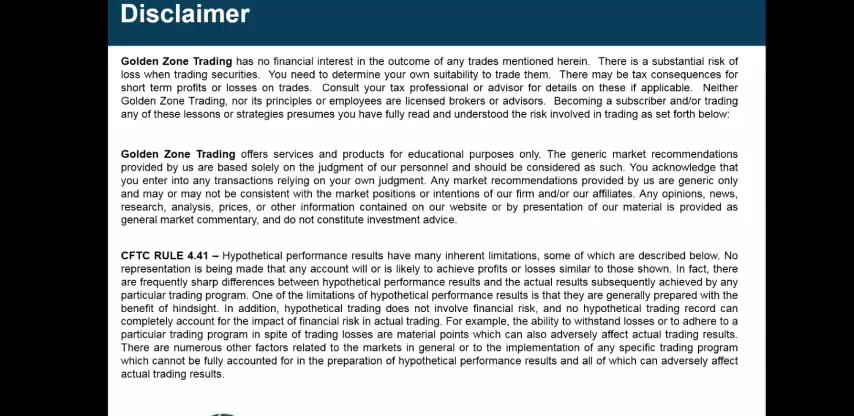 Disclaimer
Golden Zone Trading has no financial interest in the outcome of any trades mentioned herein. There is a substantial risk of
loss when trading securities. You need to determine your own suitability to trade them. There may be tax consequences for
short term profits or losses on trades. Consult your tax professional or advisor for details on these if applicable. Neither
Golden Zone Trading, nor its principles or employees are licensed brokers or advisors. Becoming a subscriber and/or trading
any of these lessons or strategies presumes you have fully read and understood the risk involved in trading as set forth below:
Golden Zone Trading offers services and products for educational purposes only. The generic market recommendations
provided by us are based solely on the judgment of our personnel and should be considered as such. You acknowledge that
you enter into any transactions relying on your own judgment. Any market recommendations provided by us are generic only
and may or may not be consistent with the market positions or intentions of our firm and/or our affiliates. Any opinions, news,
research, analysis, prices, or other information contained on our website or by presentation of our material is provided as
general market commentary, and do not constitute investment advice.
CFTC RULE 4.41 – Hypothetical performance results have many inherent limitations, some of which are described below. No
representation is being made that any account will or is likely to achieve profits or losses similar to those shown. In fact, there
are frequently sharp differences between hypothetical performance results and the actual results subsequently achieved by any
particular trading program. One of the limitations of hypothetical performance results is that they are generally prepared with the
benefit of hindsight. In addition, hypothetical trading does not involve financial risk, and no hypothetical trading record can
completely account for the impact of financial risk in actual trading. For example, the ability to withstand losses or to adhere to a
particular trading program in spite of trading losses are material points which can also adversely affect actual trading results.
There are numerous other factors related to the markets in general or to the implementation of any specific trading program
which cannot be fully accounted for in the preparation of hypothetical performance results and all of which can adversely affect
actual trading results.